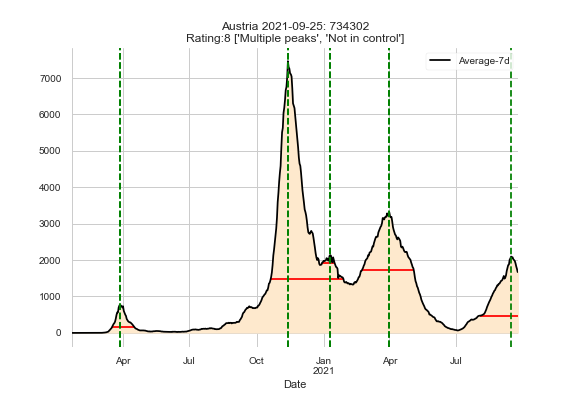 Austria 2021-09-25: 734302
Rating:8 ['Multiple peaks', 'Not in control']
Average-7d
7000
6000
5000
4000
3000
2000
1000
0
Apr Jul Oct Jan Apr Jul
2021
Date